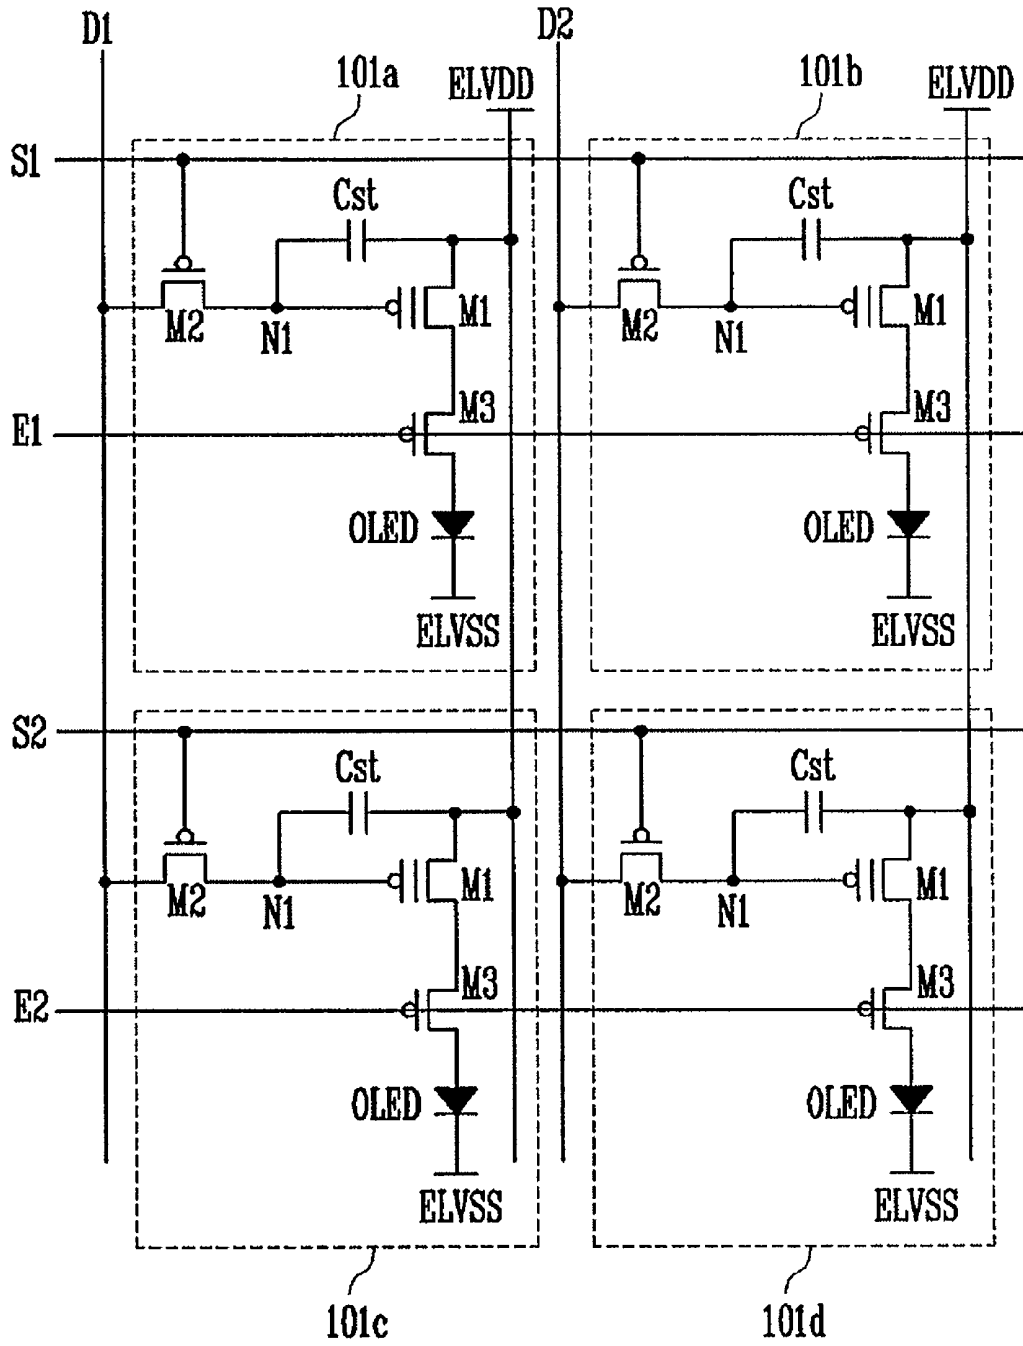 D1
D2
101a
ELVDD
101b
ELVDD
S1
Cst
Cst
M2
N1
M1
M2
N1
M1
E1
M3
M3
OLED
OLED
ELVSS
ELVSS
S2
Cst
Cst
M2
N1
M1
M2
N1
M1
E2
M3
M3
OLED
OLED
ELVSS
ELVSS
101c
101d